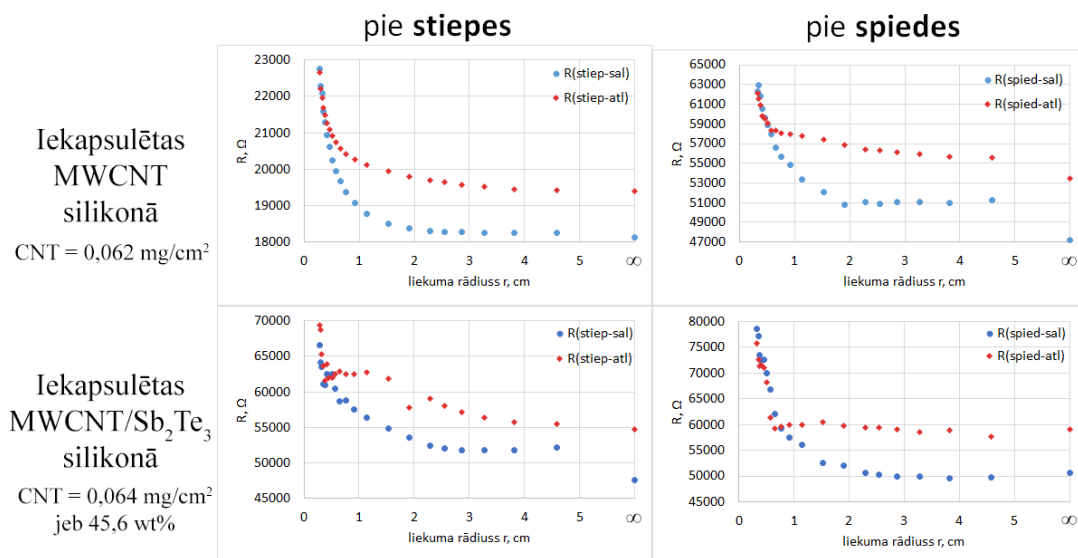 pie stiepes
pie spiedes
Iekapsulētas
MWCNT
silikonā
CNT = 0,062 mg/cm²
23000
22000
21000
20000
19000
18000
R, Ω
R(stiep-sal)
R(stiep-atl)
0 1 2 3 4 5 ∞
liekuma rādiuss r, cm
65000
63000
61000
59000
57000
55000
53000
51000
49000
47000
R, Ω
R(spied-sal)
R(spied-atl)
0 1 2 3 4 5 ∞
liekuma rādiuss r, cm
Iekapsulētas
MWCNT/Sb₂Te₃
silikonā
CNT = 0,064 mg/cm²
jeb 45,6 wt%
70000
65000
60000
55000
50000
45000
R, Ω
R(stiep-sal)
R(stiep-atl)
0 1 2 3 4 5 ∞
liekuma rādiuss r, cm
80000
75000
70000
65000
60000
55000
50000
45000
R, Ω
R(spied-sal)
R(spied-atl)
0 1 2 3 4 5 ∞
liekuma rādiuss r, cm